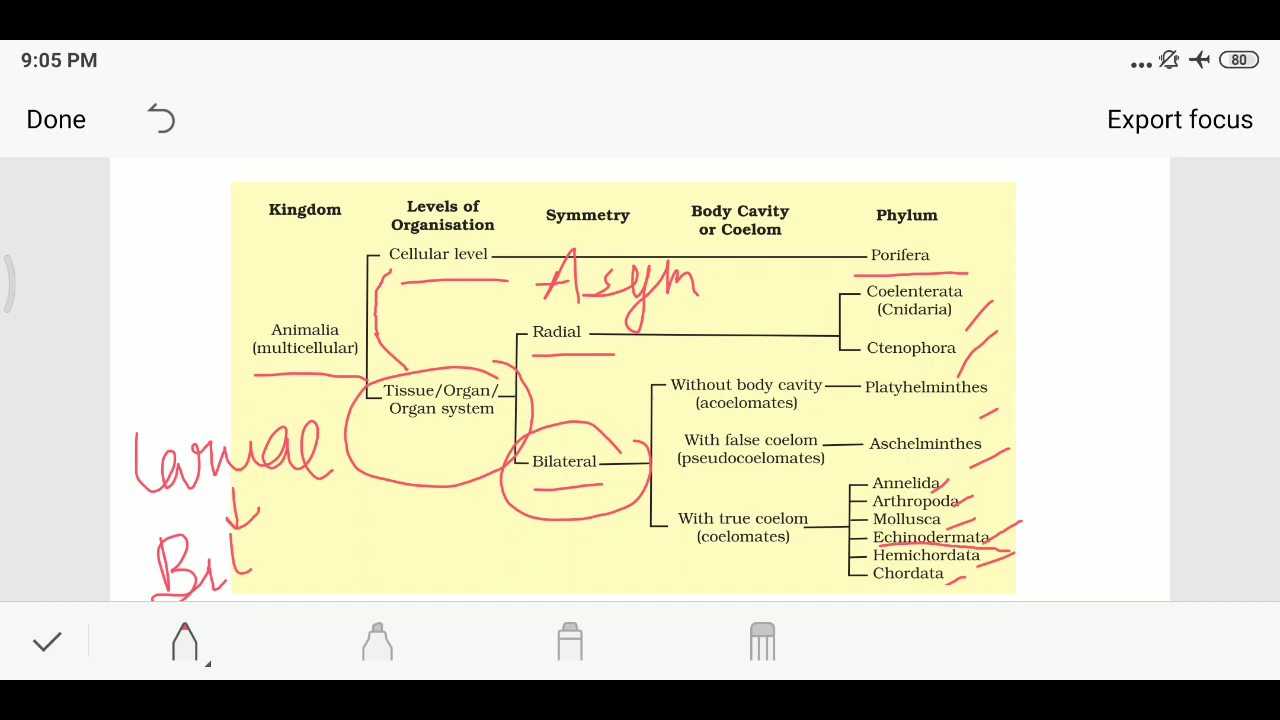 9:05 PM
80
Done
Export focus
Kingdom
Levels of
Organisation
Symmetry
Body Cavity
or Coelom
Phylum
Cellular level
Porifera
Asym
Coelenterata
(Cnidaria)
Animalia
(multicellular)
Radial
Ctenophora
Tissue/Organ/
Organ system
Without body cavity
(acoelomates)
Platyhelminthes
Larvae
Bilateral
With false coelom
(pseudocoelomates)
Aschelminthes
With true coelom
(coelomates)
Annelida
Arthropoda
Mollusca
Echinodermata
Hemichordata
Chordata
Bil